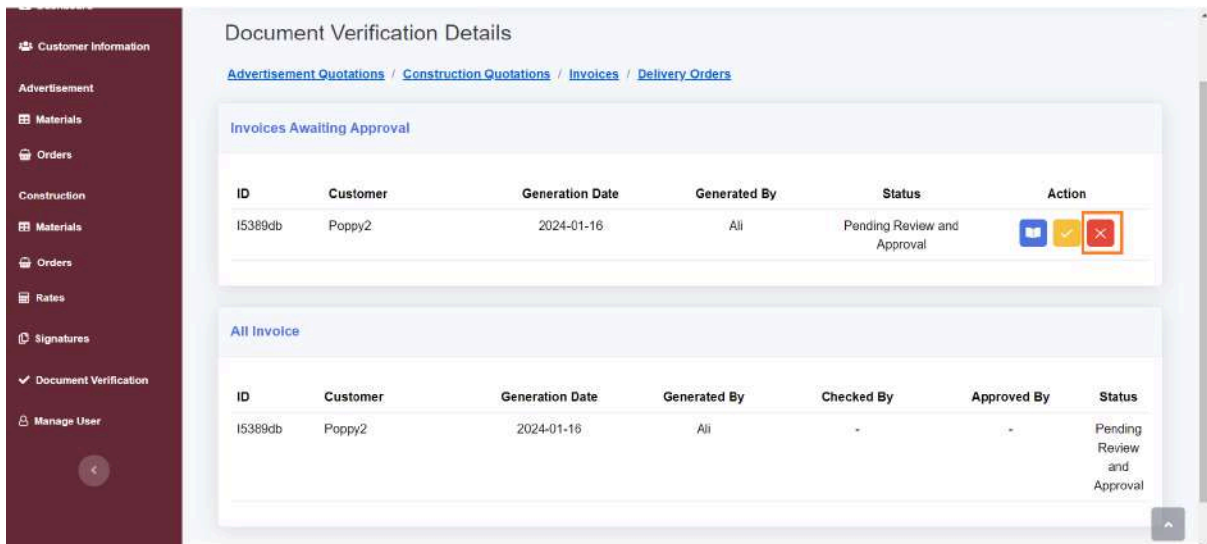 Customer Information
Advertisement
Materials
Orders
Construction
Materials
Orders
Rates
Signatures
Document Verification
Manage User
Document Verification Details
Advertisement Quotations / Construction Quotations / Invoices / Delivery Orders
Invoices Awaiting Approval
ID Customer Generation Date Generated By Status Action
I5389db Poppy2 2024-01-16 Ali Pending Review and
Approval
All Invoice
ID Customer Generation Date Generated By Checked By Approved By Status
I5389db Poppy2 2024-01-16 Ali - - Pending
Review
and
Approval